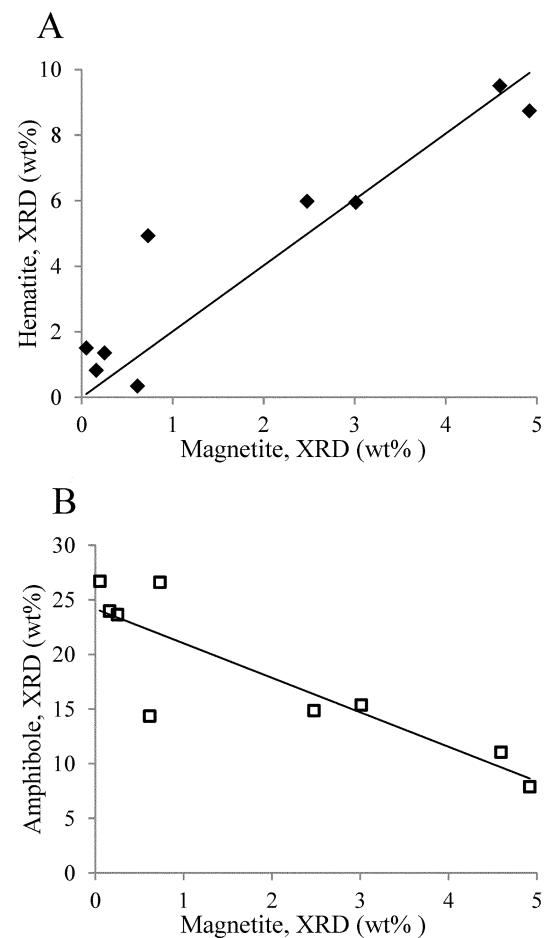 A
10
8
6
4
2
0
Hematite, XRD (wt%)
0 1 2 3 4 5
Magnetite, XRD (wt% )
B
30
25
20
15
10
5
0
Amphibole, XRD (wt%)
0 1 2 3 4 5
Magnetite, XRD (wt% )